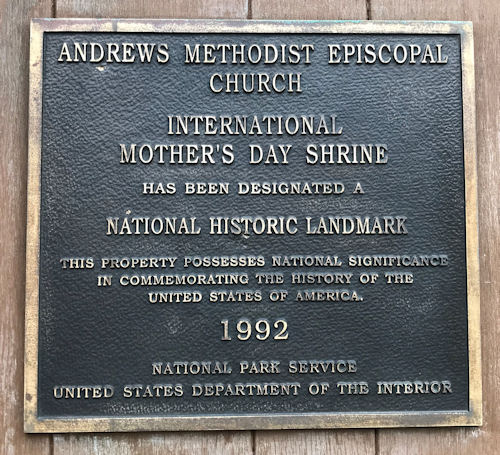 ANDREWS METHODIST EPISCOPAL
CHURCH
INTERNATIONAL
MOTHER'S DAY SHRINE
HAS BEEN DESIGNATED A
NATIONAL HISTORIC LANDMARK
THIS PROPERTY POSSESSES NATIONAL SIGNIFICANCE
IN COMMEMORATING THE HISTORY OF THE
UNITED STATES OF AMERICA.
1992
NATIONAL PARK SERVICE
UNITED STATES DEPARTMENT OF THE INTERIOR